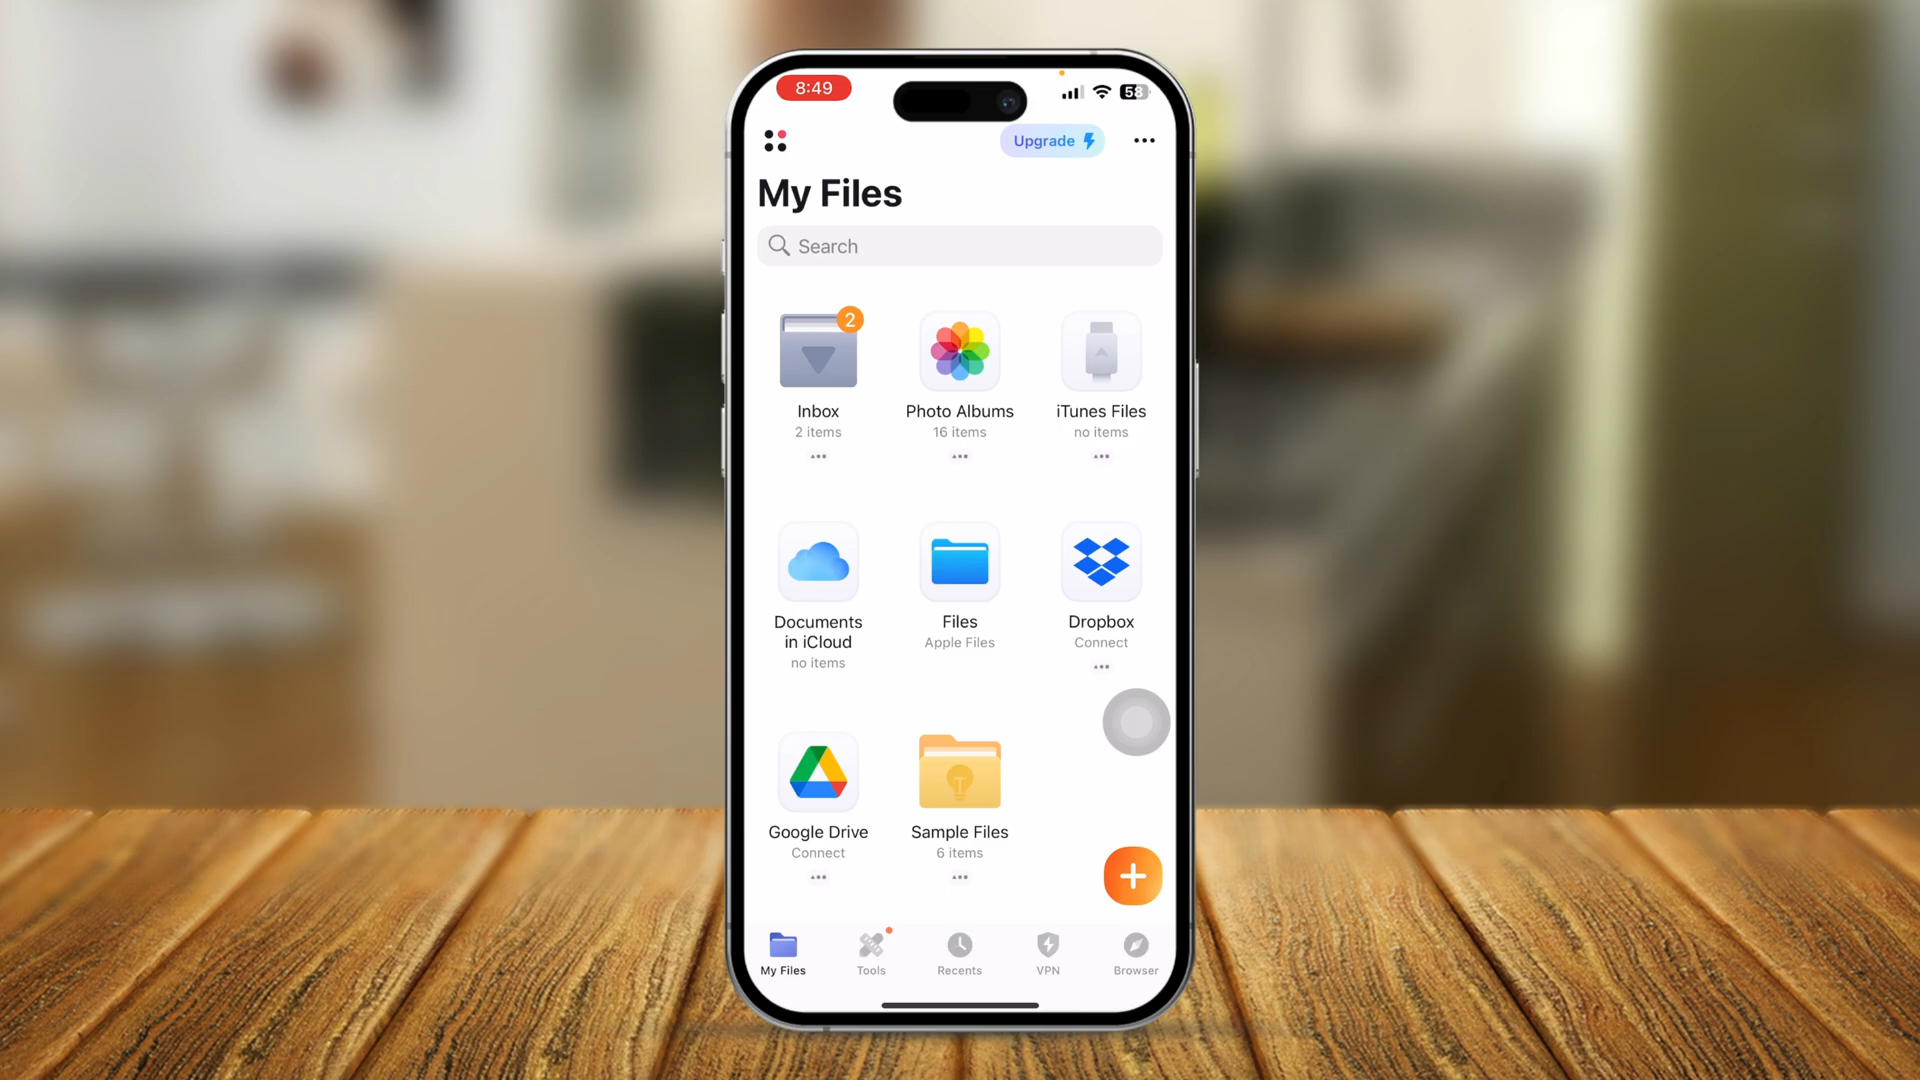 8:49
58
Upgrade
My Files
Search
2
Inbox
2 items
Photo Albums
16 items
iTunes Files
no items
Documents
in iCloud
no items
Files
Apple Files
Dropbox
Connect
Google Drive
Connect
Sample Files
6 items
My Files
Tools
Recents
VPN
Browser